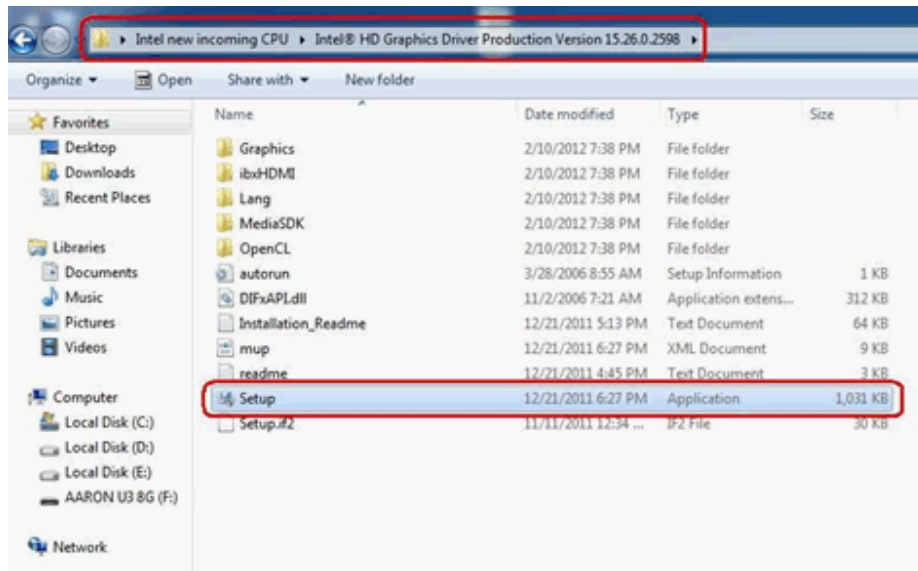 Intel new incoming CPU ▸ Intel® HD Graphics Driver Production Version 15.26.0.2598
Organize Open Share with New folder
Name Date modified Type Size
Favorites
Desktop
Downloads
Recent Places
Libraries
Documents
Music
Pictures
Videos
Computer
Local Disk (C:)
Local Disk (D:)
Local Disk (E:)
AARON U3 8G (F:)
Network
Graphics 2/10/2012 7:38 PM File folder
ibxHDMI 2/10/2012 7:38 PM File folder
Lang 2/10/2012 7:38 PM File folder
MediaSDK 2/10/2012 7:38 PM File folder
OpenCL 2/10/2012 7:38 PM File folder
autorun 3/28/2006 8:55 AM Setup Information 1 KB
DIFxAPI.dll 11/2/2006 7:21 AM Application extens... 312 KB
Installation_Readme 12/21/2011 5:13 PM Text Document 64 KB
mup 12/21/2011 6:27 PM XML Document 9 KB
readme 12/21/2011 4:45 PM Text Document 3 KB
Setup 12/21/2011 6:27 PM Application 1,031 KB
Setup.if2 11/11/2011 12:34 ... IF2 File 30 KB